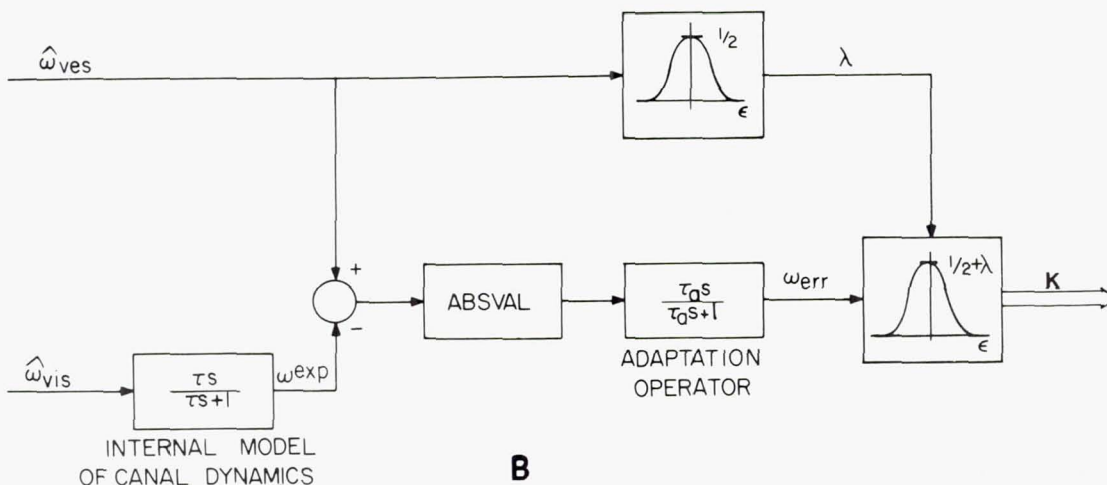 ω̂ves
1/2
ϵ
λ
+
−
ABSVAL
τas
τas+1
ωerr
1/2+λ
ϵ
K
ADAPTATION
OPERATOR
ω̂vis
τs
τs+1
ωexp
INTERNAL MODEL
OF CANAL DYNAMICS
B